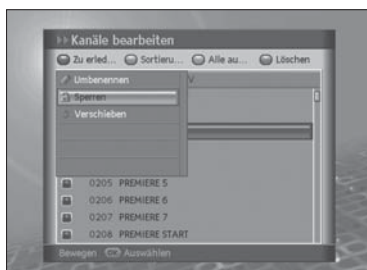 Kanäle bearbeiten
Zu erled... Sortieru... Alle au... Löschen
Umbenennen
Sperren
Verschieben
0205 PREMIERE 5
0206 PREMIERE 6
0207 PREMIERE 7
0208 PREMIERE START
Bewegen OK Auswählen